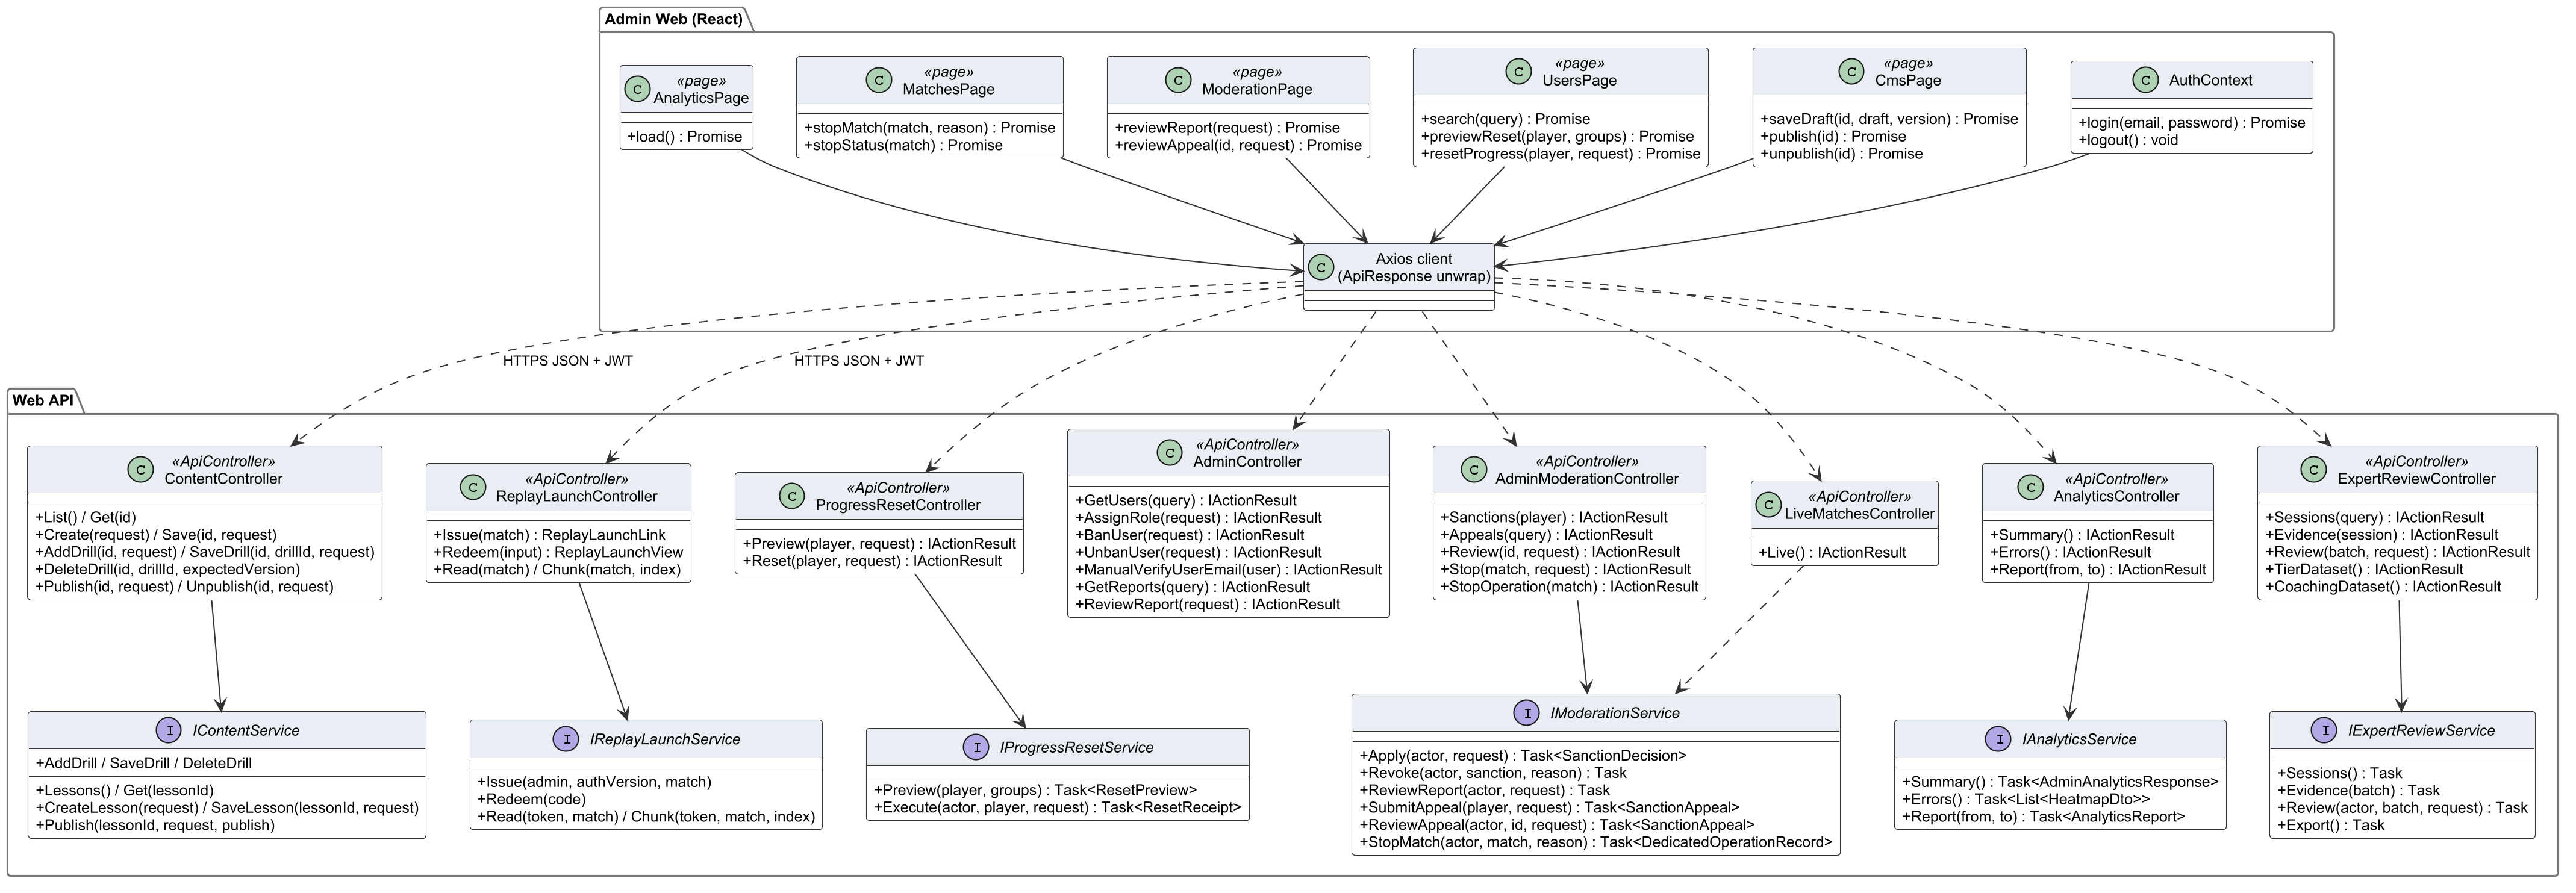 Admin Web (React)
C
«page»
AnalyticsPage
+load() : Promise
C
«page»
MatchesPage
+stopMatch(match, reason) : Promise
+stopStatus(match) : Promise
C
«page»
ModerationPage
+reviewReport(request) : Promise
+reviewAppeal(id, request) : Promise
C
«page»
UsersPage
+search(query) : Promise
+previewReset(player, groups) : Promise
+resetProgress(player, request) : Promise
C
«page»
CmsPage
+saveDraft(id, draft, version) : Promise
+publish(id) : Promise
+unpublish(id) : Promise
C
AuthContext
+login(email, password) : Promise
+logout() : void
C
Axios client
(ApiResponse unwrap)
HTTPS JSON + JWT
HTTPS JSON + JWT
Web API
C
«ApiController»
ContentController
+List() / Get(id)
+Create(request) / Save(id, request)
+AddDrill(id, request) / SaveDrill(id, drillId, request)
+DeleteDrill(id, drillId, expectedVersion)
+Publish(id, request) / Unpublish(id, request)
C
«ApiController»
ReplayLaunchController
+Issue(match) : ReplayLaunchLink
+Redeem(input) : ReplayLaunchView
+Read(match) / Chunk(match, index)
C
«ApiController»
ProgressResetController
+Preview(player, request) : IActionResult
+Reset(player, request) : IActionResult
C
«ApiController»
AdminController
+GetUsers(query) : IActionResult
+AssignRole(request) : IActionResult
+BanUser(request) : IActionResult
+UnbanUser(request) : IActionResult
+ManualVerifyUserEmail(user) : IActionResult
+GetReports(query) : IActionResult
+ReviewReport(request) : IActionResult
C
«ApiController»
AdminModerationController
+Sanctions(player) : IActionResult
+Appeals(query) : IActionResult
+Review(id, request) : IActionResult
+Stop(match, request) : IActionResult
+StopOperation(match) : IActionResult
C
«ApiController»
LiveMatchesController
+Live() : IActionResult
C
«ApiController»
AnalyticsController
+Summary() : IActionResult
+Errors() : IActionResult
+Report(from, to) : IActionResult
C
«ApiController»
ExpertReviewController
+Sessions(query) : IActionResult
+Evidence(session) : IActionResult
+Review(batch, request) : IActionResult
+TierDataset() : IActionResult
+CoachingDataset() : IActionResult
I
IContentService
+AddDrill / SaveDrill / DeleteDrill
+Lessons() / Get(lessonId)
+CreateLesson(request) / SaveLesson(lessonId, request)
+Publish(lessonId, request, publish)
I
IReplayLaunchService
+Issue(admin, authVersion, match)
+Redeem(code)
+Read(token, match) / Chunk(token, match, index)
I
IProgressResetService
+Preview(player, groups) : Task<ResetPreview>
+Execute(actor, player, request) : Task<ResetReceipt>
I
IModerationService
+Apply(actor, request) : Task<SanctionDecision>
+Revoke(actor, sanction, reason) : Task
+ReviewReport(actor, request) : Task
+SubmitAppeal(player, request) : Task<SanctionAppeal>
+ReviewAppeal(actor, id, request) : Task<SanctionAppeal>
+StopMatch(actor, match, reason) : Task<DedicatedOperationRecord>
I
IAnalyticsService
+Summary() : Task<AdminAnalyticsResponse>
+Errors() : Task<List<HeatmapDto>>
+Report(from, to) : Task<AnalyticsReport>
I
IExpertReviewService
+Sessions() : Task
+Evidence(batch) : Task
+Review(actor, batch, request) : Task
+Export() : Task